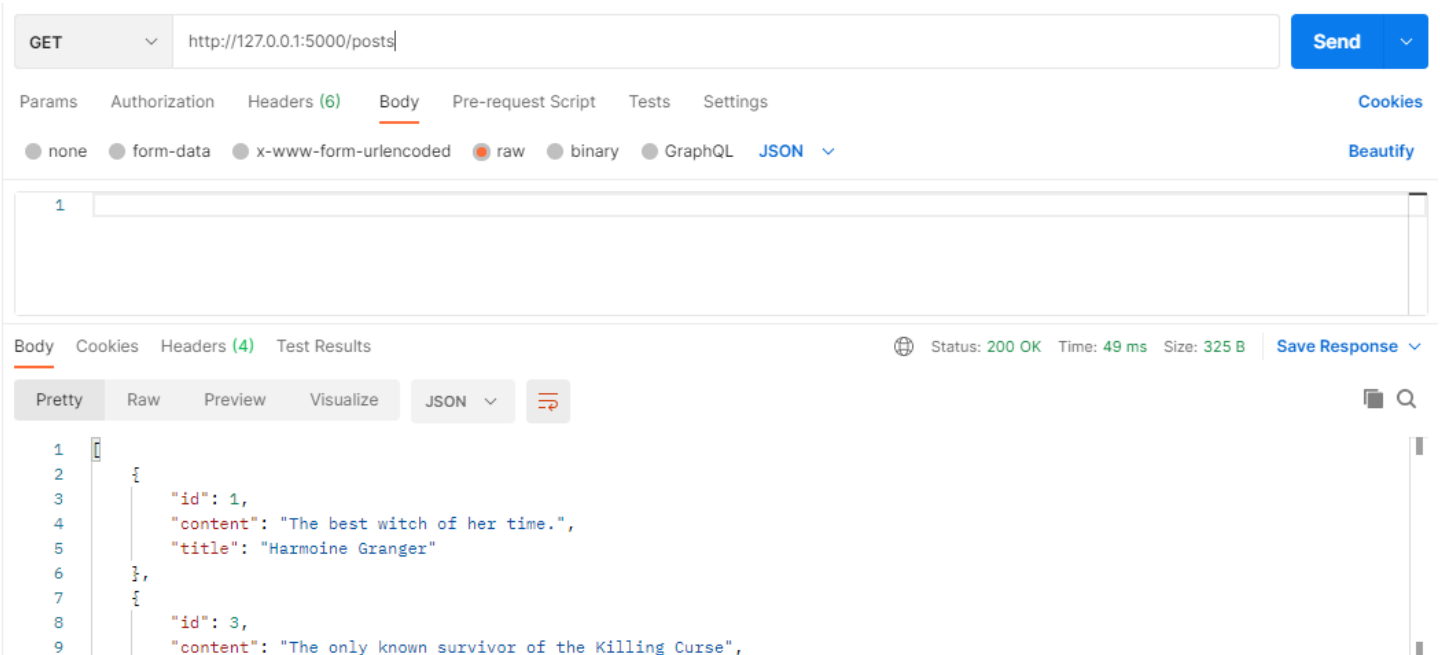 GET http://127.0.0.1:5000/posts Send
Params Authorization Headers (6) Body Pre-request Script Tests Settings Cookies
none form-data x-www-form-urlencoded raw binary GraphQL JSON Beautify
1
Body Cookies Headers (4) Test Results Status: 200 OK Time: 49 ms Size: 325 B Save Response
Pretty Raw Preview Visualize JSON
1 [
2 {
3 "id": 1,
4 "content": "The best witch of her time.",
5 "title": "Harmoine Granger"
6 },
7 {
8 "id": 3,
9 "content": "The only known survivor of the Killing Curse",